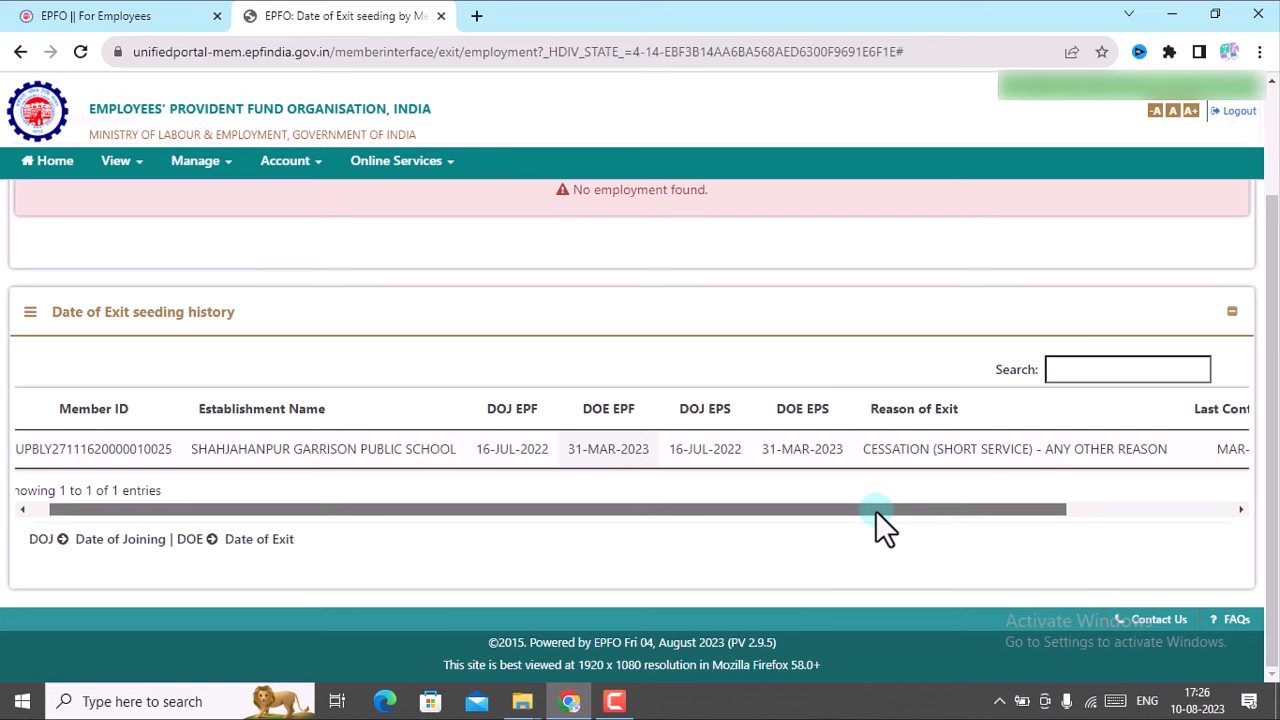 EPFO || For Employees
EPFO: Date of Exit seeding by Me
unifiedportal-mem.epfindia.gov.in/memberinterface/exit/employment?_HDIV_STATE_=4-14-EBF3B14AA6BA568AED6300F9691E6F1E#
EMPLOYEES' PROVIDENT FUND ORGANISATION, INDIA
MINISTRY OF LABOUR & EMPLOYMENT, GOVERNMENT OF INDIA
-A A A+ Logout
Home View Manage Account Online Services
No employment found.
Date of Exit seeding history
Search:
Member ID Establishment Name DOJ EPF DOE EPF DOJ EPS DOE EPS Reason of Exit Last Cont
UPBLY27111620000010025 SHAHJAHANPUR GARRISON PUBLIC SCHOOL 16-JUL-2022 31-MAR-2023 16-JUL-2022 31-MAR-2023 CESSATION (SHORT SERVICE) - ANY OTHER REASON MAR-
howing 1 to 1 of 1 entries
DOJ Date of Joining | DOE Date of Exit
Activate Windows
Contact Us ? FAQs
Go to Settings to activate Windows.
©2015. Powered by EPFO Fri 04, August 2023 (PV 2.9.5)
This site is best viewed at 1920 x 1080 resolution in Mozilla Firefox 58.0+
Type here to search
ENG
17:26
10-08-2023